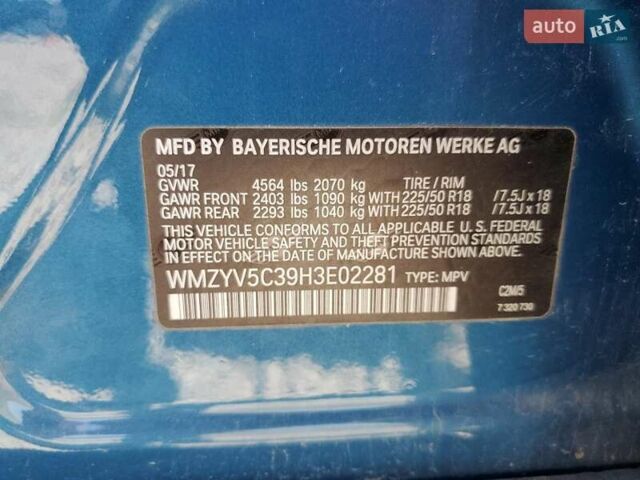 auto RIA .com
MFD BY BAYERISCHE MOTOREN WERKE AG
05/17
GVWR 4564 lbs 2070 kg TIRE / RIM
GAWR FRONT 2403 lbs 1090 kg WITH 225/50 R18 /7.5J x 18
GAWR REAR 2293 lbs 1040 kg WITH 225/50 R18 /7.5J x 18
THIS VEHICLE CONFORMS TO ALL APPLICABLE U. S. FEDERAL
MOTOR VEHICLE SAFETY AND THEFT PREVENTION
STANDARDS IN EFFECT ON THE DATE OF MANUFACTURE SHOWN ABOVE.
WMZYV5C39H3E02281 TYPE: MPV
C2M/5
7 320 730